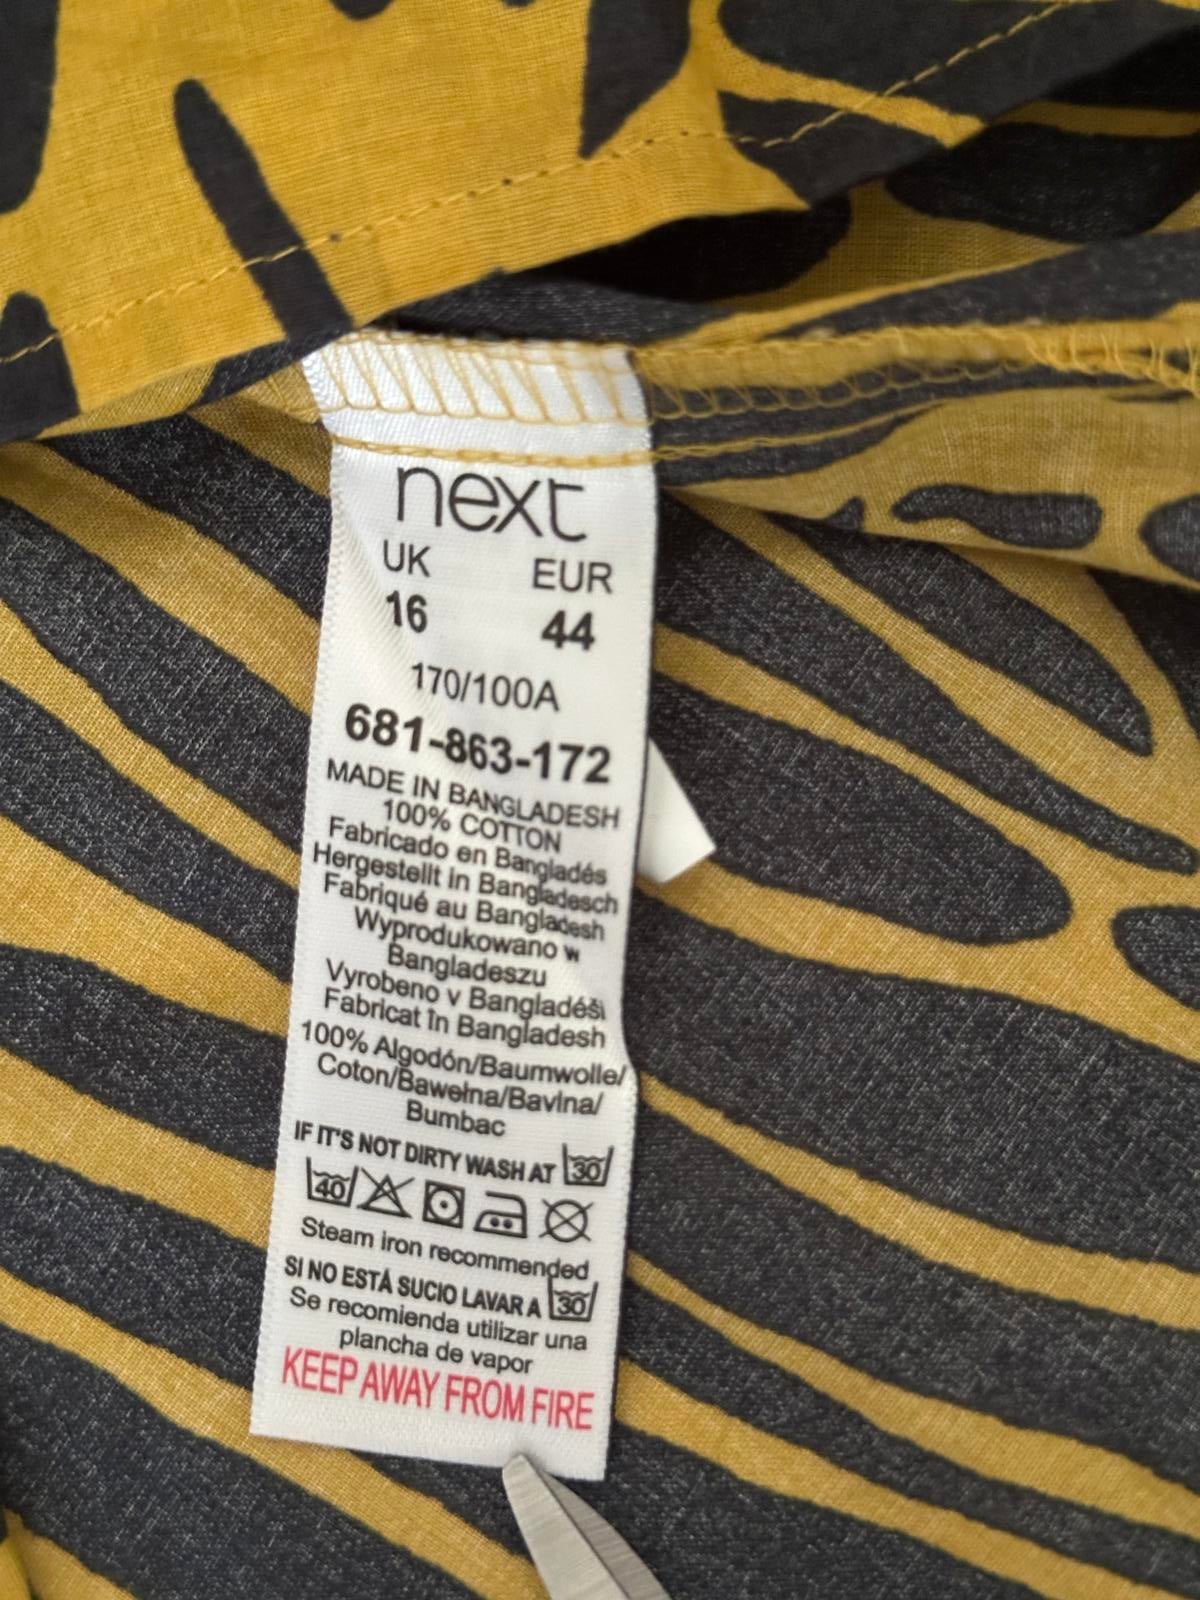 next
UK EUR
16 44
170/100A
681-863-172
MADE IN BANGLADESH
100% COTTON
Fabricado en Bangladés
Hergestellt in Bangladesch
Fabriqué au Bangladesh
Wyprodukowano w
Bangladeszu
Vyrobeno v Bangladéši
Fabricat în Bangladesh
100% Algodón/Baumwolle/
Coton/Bawełna/Bavlna/
Bumbac
IF IT'S NOT DIRTY WASH AT 30
40
Steam iron recommended
SI NO ESTÁ SUCIO LAVAR A 30
Se recomienda utilizar una
plancha de vapor
KEEP AWAY FROM FIRE